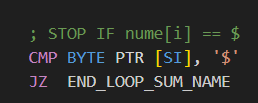 ; STOP IF nume[i] == $
CMP BYTE PTR [SI], '$'
JZ  END_LOOP_SUM_NAME